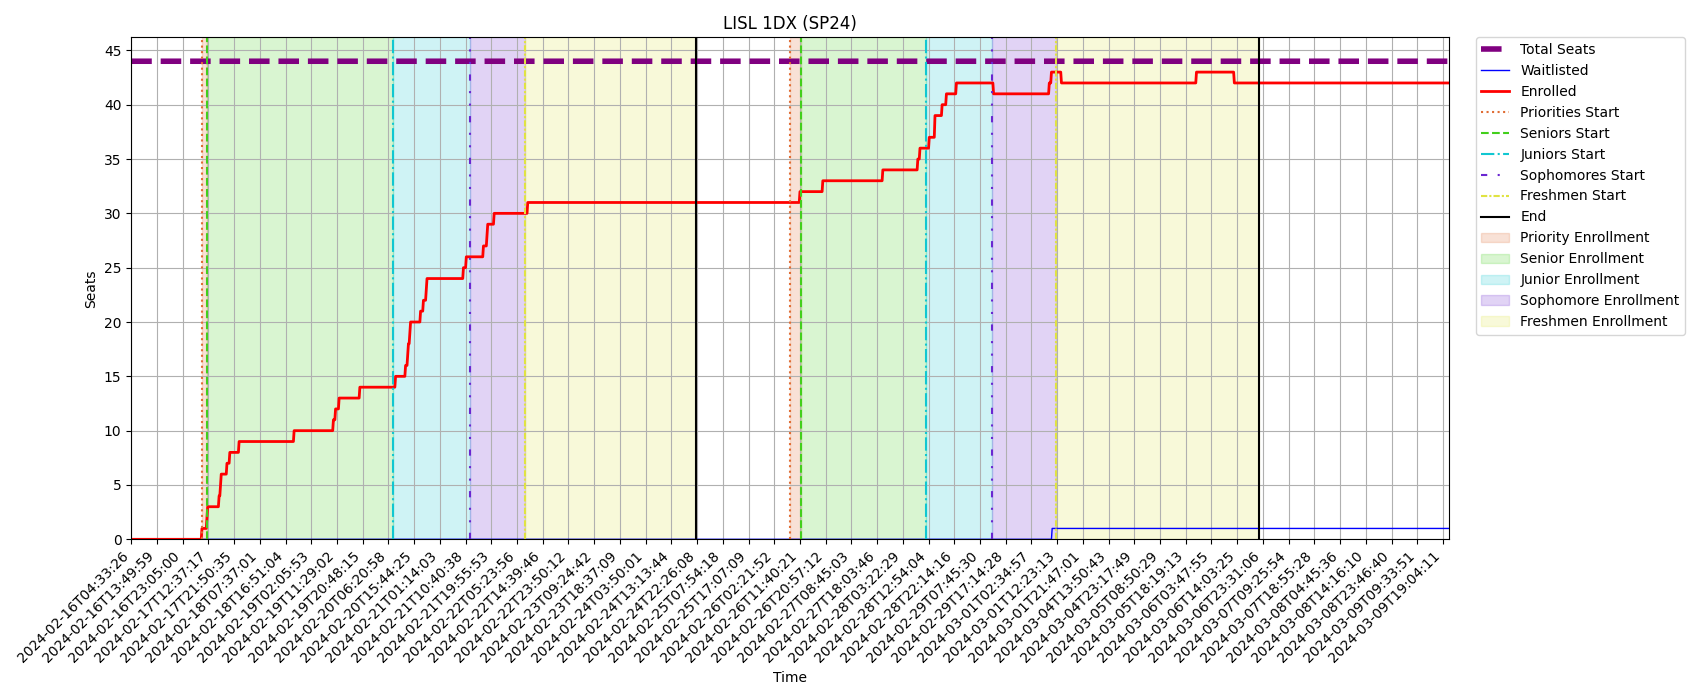 LISL 1DX (SP24)
45
40
35
30
25
20
15
10
5
0
Seats
2024-02-16T04:33:26
2024-02-16T13:49:59
2024-02-16T23:05:00
2024-02-17T12:37:17
2024-02-17T21:50:35
2024-02-18T07:37:01
2024-02-18T16:51:04
2024-02-19T02:05:53
2024-02-19T11:29:02
2024-02-19T20:48:15
2024-02-20T06:20:58
2024-02-20T15:44:25
2024-02-21T01:14:03
2024-02-21T10:40:38
2024-02-21T19:55:53
2024-02-22T05:23:56
2024-02-22T14:39:46
2024-02-22T23:50:12
2024-02-23T09:24:42
2024-02-23T18:37:09
2024-02-24T03:50:01
2024-02-24T13:13:44
2024-02-24T22:26:08
2024-02-25T07:54:18
2024-02-25T17:07:09
2024-02-26T02:21:52
2024-02-26T11:40:21
2024-02-26T20:57:12
2024-02-27T08:45:03
2024-02-27T18:03:46
2024-02-28T03:22:29
2024-02-28T12:54:04
2024-02-28T22:14:16
2024-02-29T07:45:30
2024-02-29T17:14:28
2024-03-01T02:34:57
2024-03-01T12:23:13
2024-03-01T21:47:01
2024-03-04T13:50:43
2024-03-04T23:17:49
2024-03-05T08:50:29
2024-03-05T18:19:13
2024-03-06T03:47:55
2024-03-06T14:03:25
2024-03-06T23:31:06
2024-03-07T09:25:54
2024-03-07T18:55:28
2024-03-08T04:45:36
2024-03-08T14:16:10
2024-03-08T23:46:40
2024-03-09T09:33:51
2024-03-09T19:04:11
Time
Total Seats
Waitlisted
Enrolled
Priorities Start
Seniors Start
Juniors Start
Sophomores Start
Freshmen Start
End
Priority Enrollment
Senior Enrollment
Junior Enrollment
Sophomore Enrollment
Freshmen Enrollment